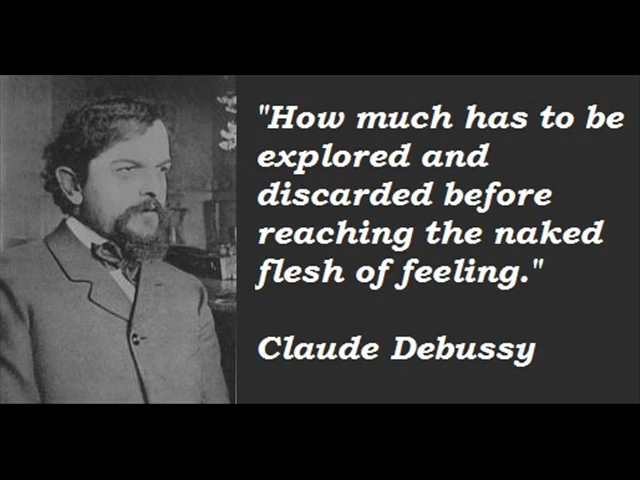 "How much has to be
explored and
discarded before
reaching the naked
flesh of feeling."
Claude Debussy